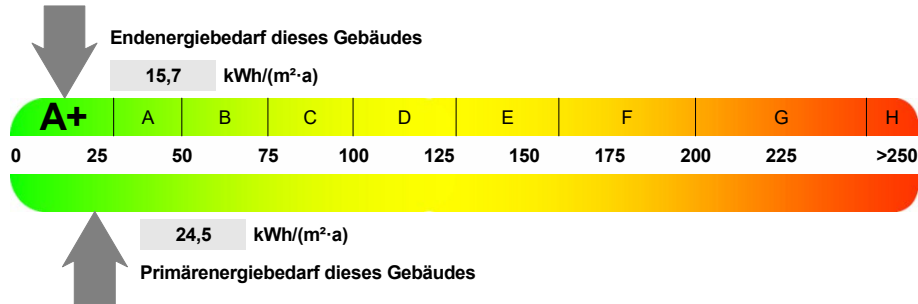 Endenergiebedarf dieses Gebäudes
15,7 kWh/(m²·a)
A+ A B C D E F G H
0 25 50 75 100 125 150 175 200 225 >250
24,5 kWh/(m²·a)
Primärenergiebedarf dieses Gebäudes